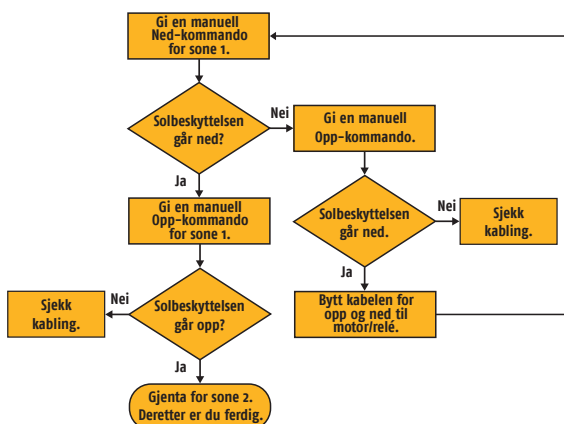 Gi en manuell
Ned-kommando
for sone 1.
Solbeskyttelsen
går ned?
Nei
Gi en manuell
Opp-kommando.
Ja
Gi en manuell
Opp-kommando
for sone 1.
Solbeskyttelsen
går ned.
Nei
Sjekk
kabling.
Ja
Bytt kabelen for
opp og ned til
motor/relé.
Solbeskyttelsen
går opp?
Nei
Sjekk
kabling.
Ja
Gjenta for sone 2.
Deretter er du ferdig.